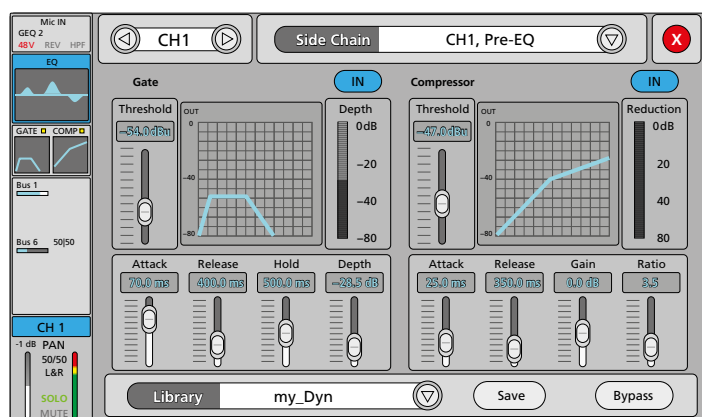 Mic IN
GEQ 2
48V REV HPF
EQ
GATE COMP
Bus 1
Bus 6 50|50
CH 1
-1 dB PAN
50/50
L&R
SOLO
MUTE
CH1
Side Chain CH1, Pre-EQ
X
Gate IN
Threshold
-54.0 dBu
OUT
0
-40
-80
Depth
0dB
-20
-40
-80
Attack Release Hold Depth
70.0 ms 400.0 ms 500.0 ms -28.5 dB
Compressor IN
Threshold
-47.0 dBu
OUT
0
-40
-80
Reduction
0dB
20
40
80
Attack Release Gain Ratio
25.0 ms 350.0 ms 0.0 dB 3.5
Library my_Dyn Save Bypass